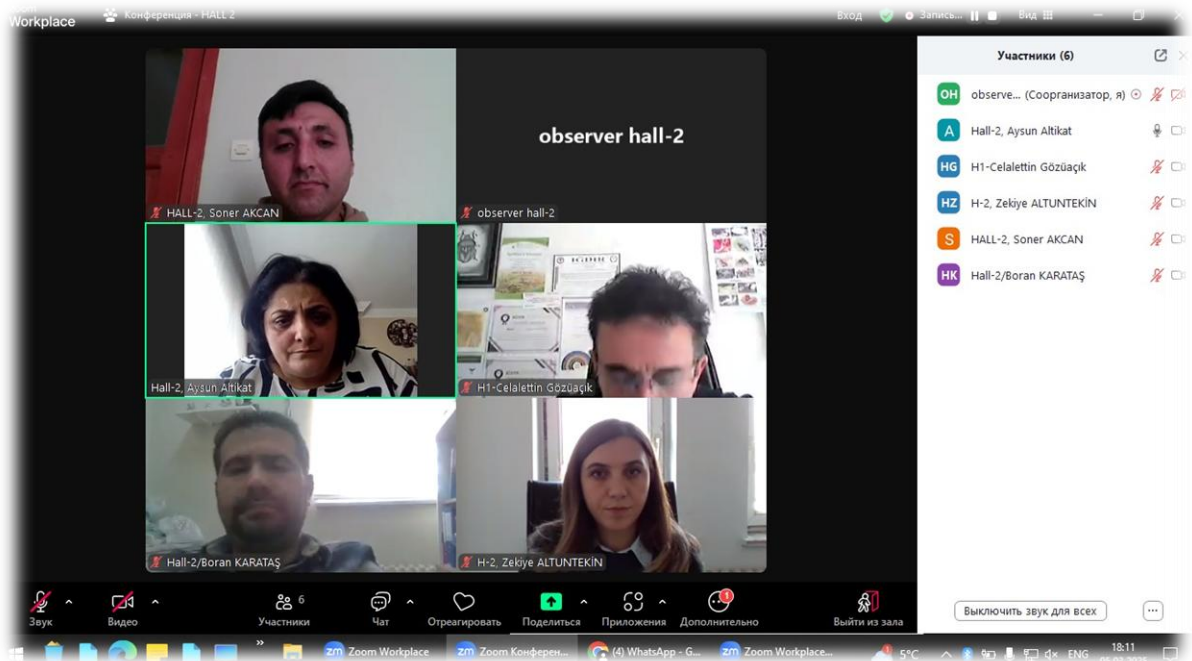 Workplace
Конференция - HALL 2
Вход
Запись...
Вид
HALL-2, Soner AKCAN
observer hall-2
observer hall-2
Hall-2, Aysun Altikat
H1-Celalettin Gözüaçık
Hall-2/Boran KARATAŞ
H-2, Zekiye ALTUNTEKİN
Участники (6)
OH observe... (Соорганизатор, я)
A Hall-2, Aysun Altikat
HG H1-Celalettin Gözüaçık
HZ H-2, Zekiye ALTUNTEKİN
S HALL-2, Soner AKCAN
HK Hall-2/Boran KARATAŞ
Выключить звук для всех
Звук
Видео
6
Участники
Чат
Отреагировать
Поделиться
Приложения
1
Дополнительно
Выйти из зала
zm Zoom Workplace
zm Zoom Конферен...
(4) WhatsApp - G...
zm Zoom Workplace...
5°C
ENG
18:11